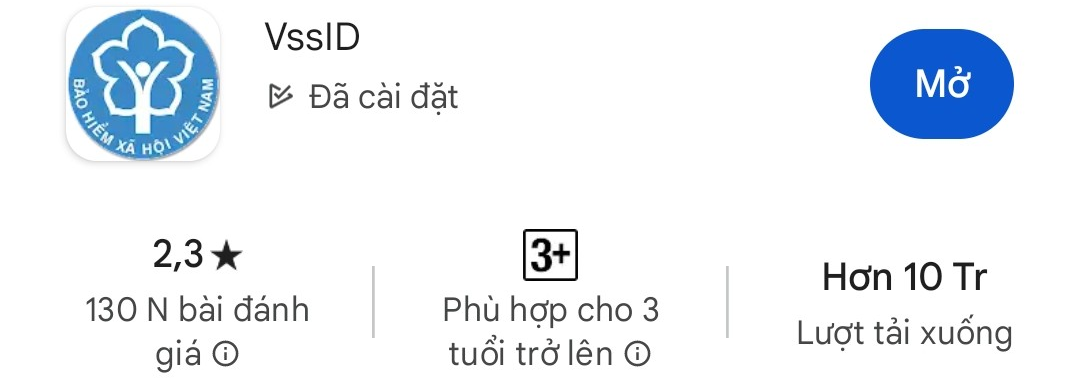 VssID
Đã cài đặt
Mở
BẢO HIỂM XÃ HỘI VIỆT NAM
2,3★
130 N bài đánh
giá
3+
Phù hợp cho 3
tuổi trở lên
Hơn 10 Tr
Lượt tải xuống